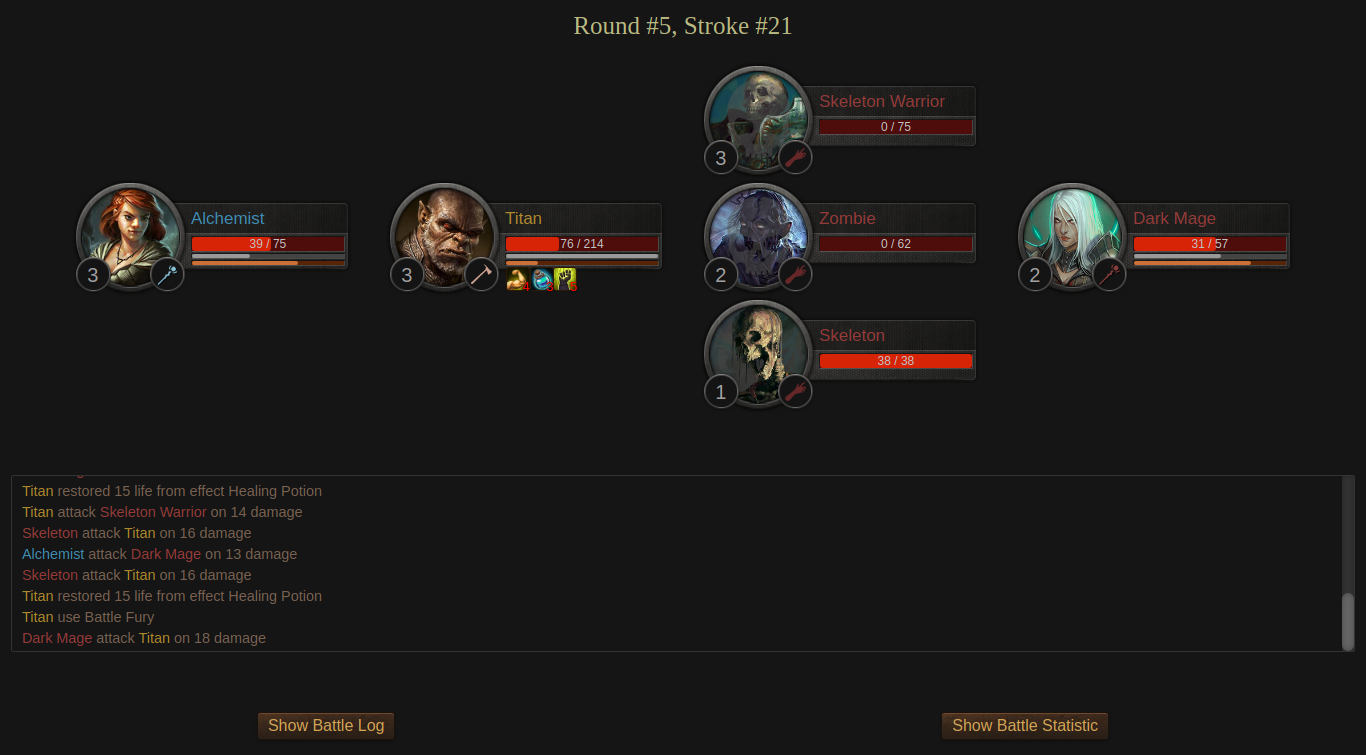 Round #5, Stroke #21
Skeleton Warrior
0 / 75
3
Alchemist
39 / 75
3
Titan
76 / 214
3
4
3
Zombie
0 / 62
2
Dark Mage
31 / 57
2
Skeleton
38 / 38
1
Titan restored 15 life from effect Healing Potion
Titan attack Skeleton Warrior on 14 damage
Skeleton attack Titan on 16 damage
Alchemist attack Dark Mage on 13 damage
Skeleton attack Titan on 16 damage
Titan restored 15 life from effect Healing Potion
Titan use Battle Fury
Dark Mage attack Titan on 18 damage
Show Battle Log
Show Battle Statistic